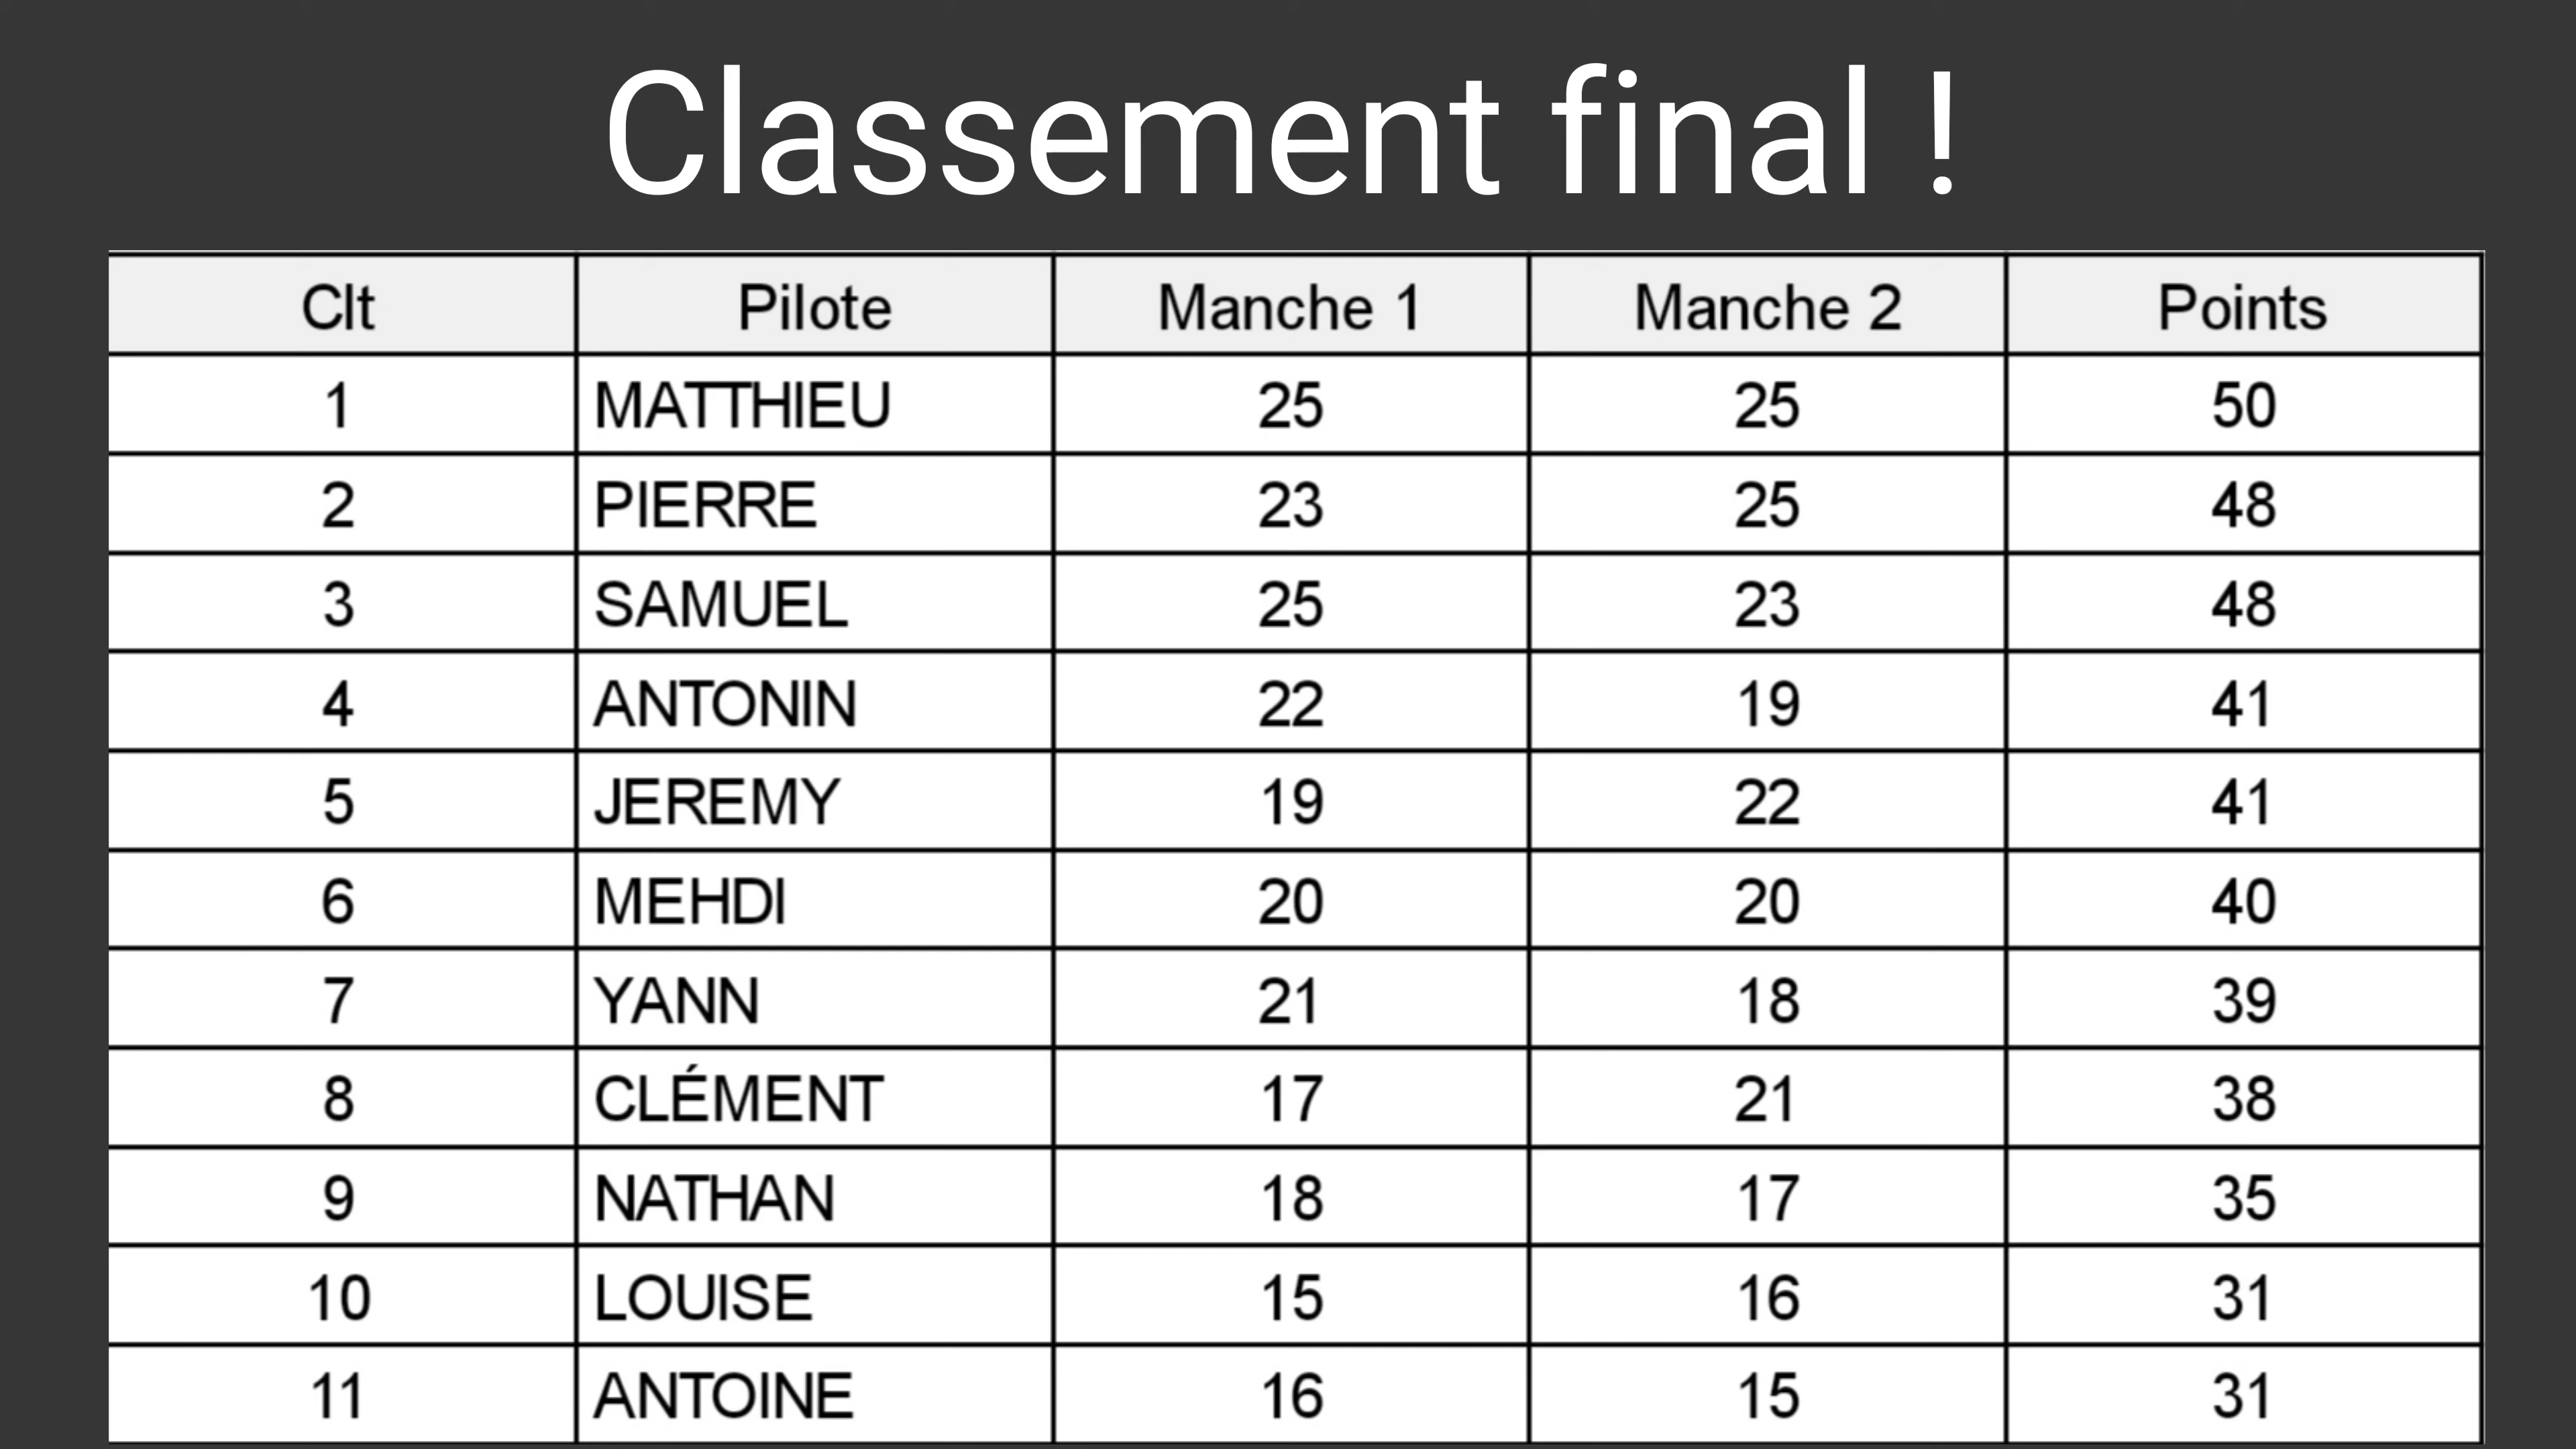 Classement final !
Clt Pilote Manche 1 Manche 2 Points
1 MATTHIEU 25 25 50
2 PIERRE 23 25 48
3 SAMUEL 25 23 48
4 ANTONIN 22 19 41
5 JEREMY 19 22 41
6 MEHDI 20 20 40
7 YANN 21 18 39
8 CLÉMENT 17 21 38
9 NATHAN 18 17 35
10 LOUISE 15 16 31
11 ANTOINE 16 15 31